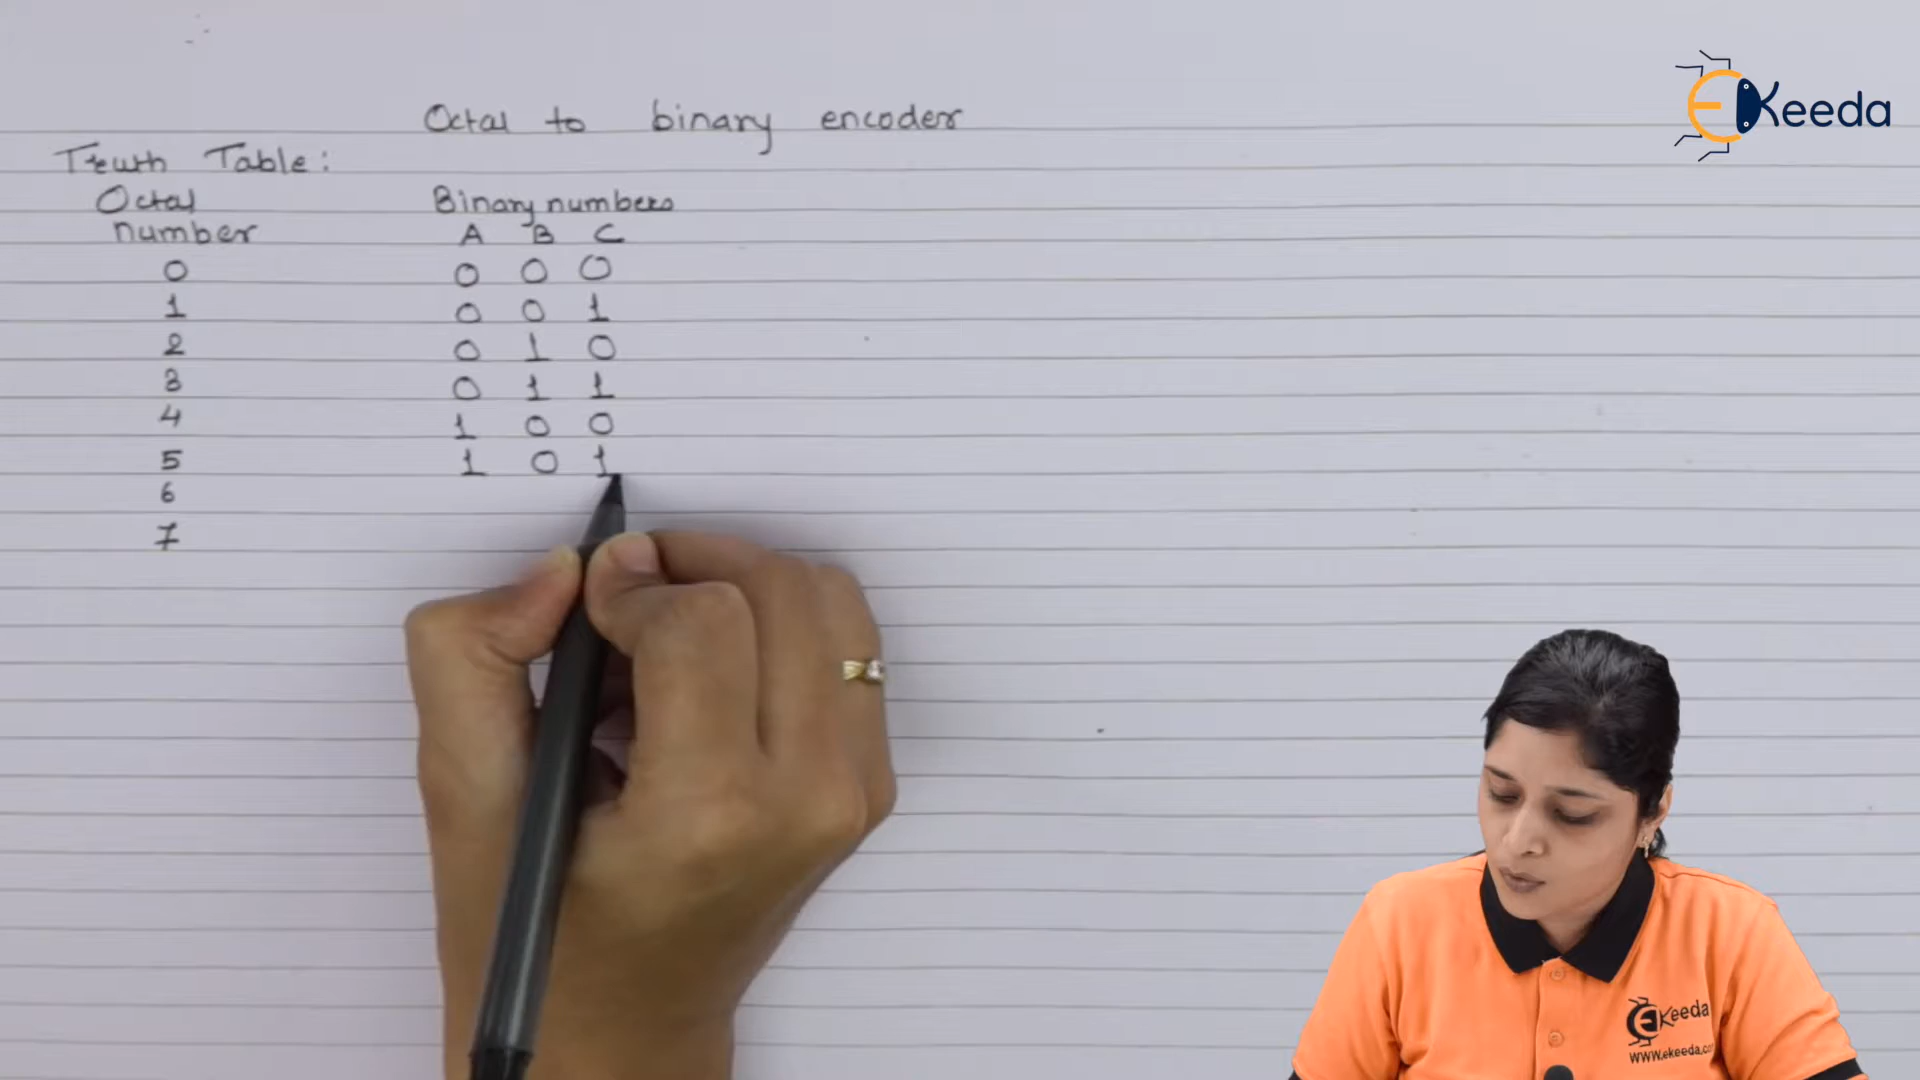 Octal to binary encoder
EKeeda
Truth Table:
Octal number
Binary numbers
A B C
0 0 0 0
1 0 0 1
2 0 1 0
3 0 1 1
4 1 0 0
5 1 0 1
6
7
EKeeda
www.ekeeda.co